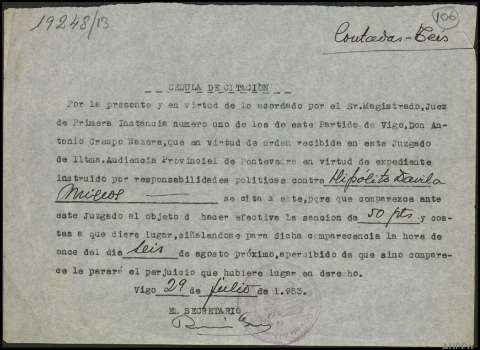 19248/13
106
Contadas-Teis
CEDULA DE CITACIÓN
Por la presente y en virtud de lo acordado por el Sr.Magistrado,Juez
de Primera Instancia numero uno de los de este Partido de Vigo,Don An-
tonio Crespo Nazara,que en virtud de orden recibida en este Juzgado
de Iltma.Audiencia Provincial de Pontevedra en virtud de expediente
instruido por responsabilidades politicas contra Hipólito Davila
se cita a este,para que comparezca ante
este Juzgado al objeto d hacer efectiva la sancion de 50 pts y cos-
tas a que diere lugar,siñalandose para dicha comparecencia la hora de
once del dia seis de agosto próximo,apercibido de que sino compare-
ce le parará el perjuicio que hubiere lugar en derecho.
Vigo 29 de julio de 1.953.
EL SECRETARIO